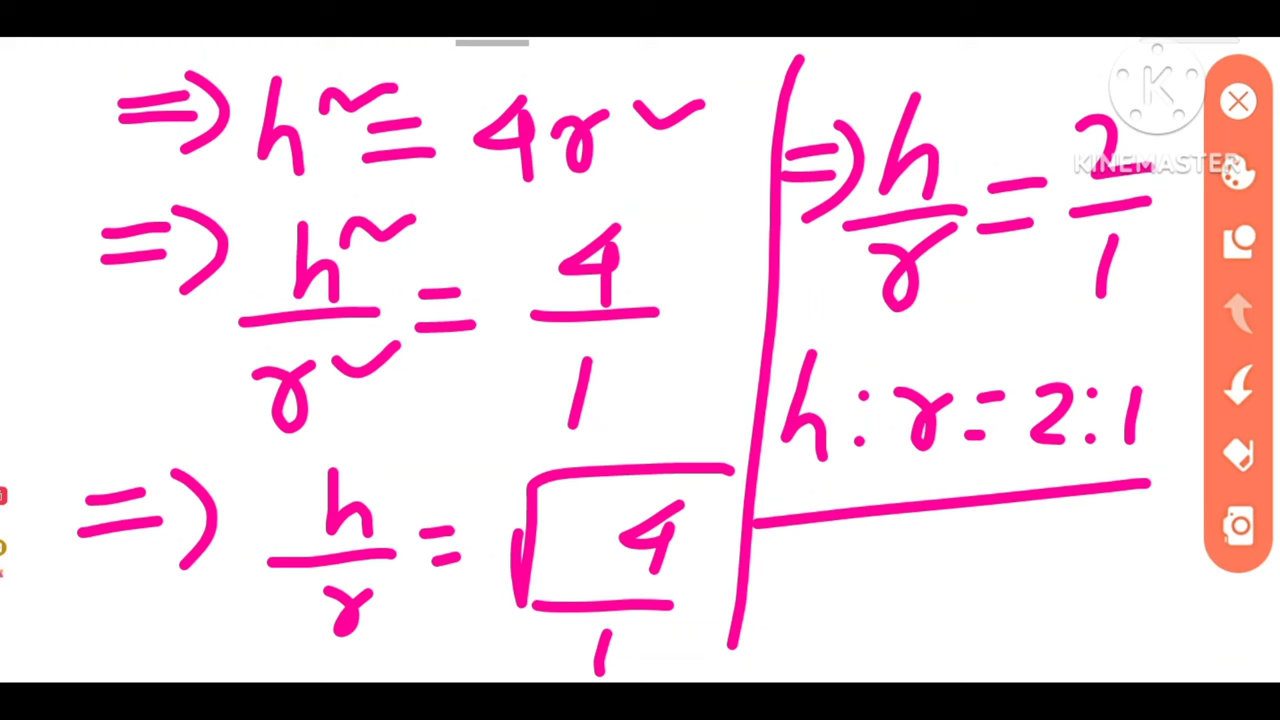 ⇒ h² = 4r²
⇒ h²/r² = 4/1
⇒ h/r = √4/1
⇒ h/r = 2/1
h : r = 2 : 1
K
KINEMASTER